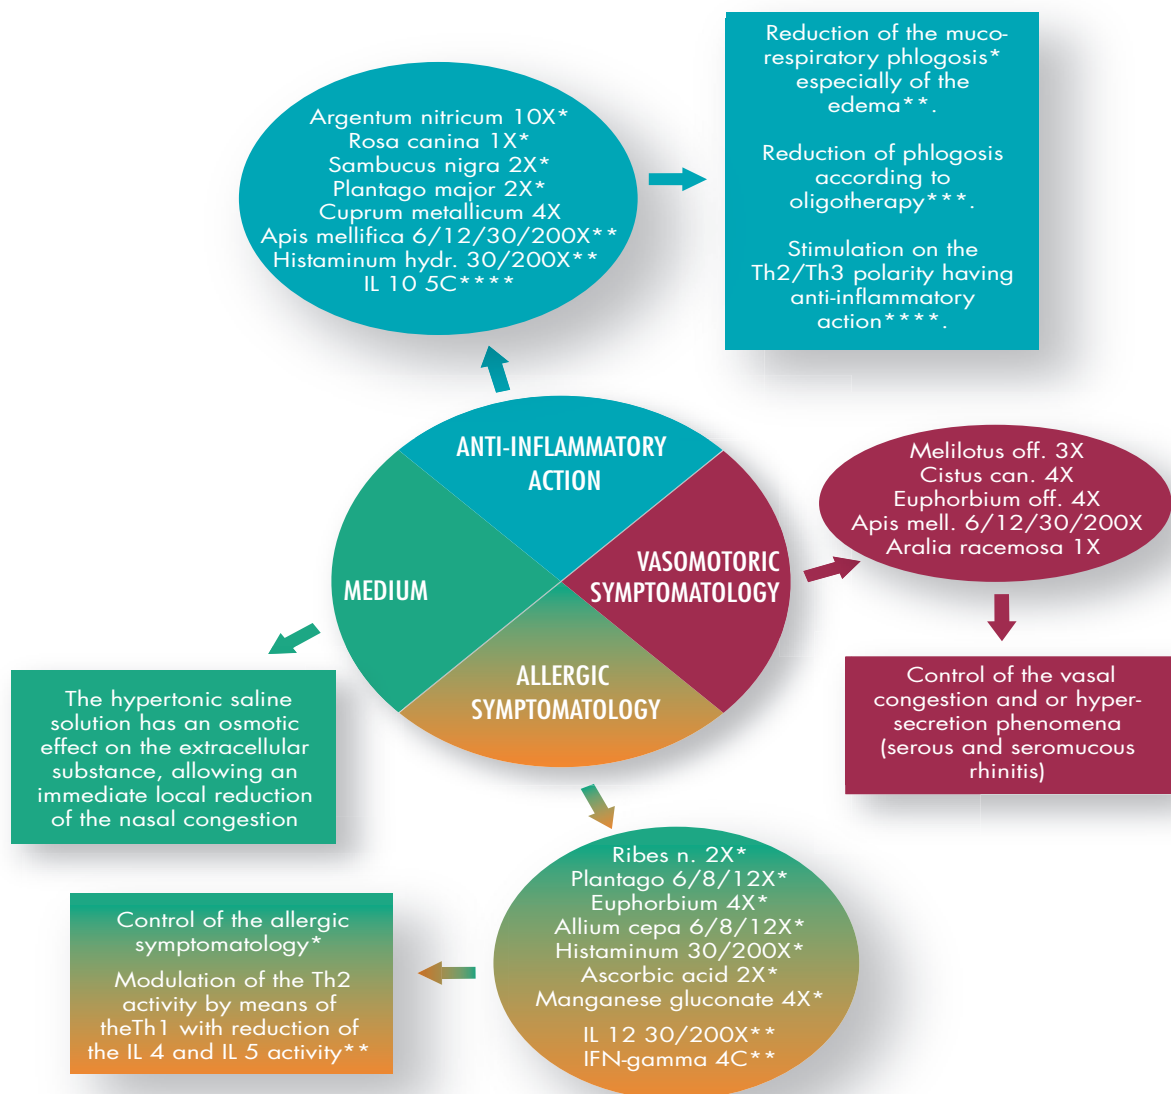 Argentum nitricum 10X*
Rosa canina 1X*
Sambucus nigra 2X*
Plantago major 2X*
Cuprum metallicum 4X
Apis mellifica 6/12/30/200X**
Histaminum hydr. 30/200X**
IL 10 5C****
Reduction of the muco-
respiratory phlogosis*
especially of the
edema**.
Reduction of phlogosis
according to
oligotherapy***.
Stimulation on the
Th2/Th3 polarity having
anti-inflammatory
action****.
ANTI-INFLAMMATORY
ACTION
VASOMOTORIC
SYMPTOMATOLOGY
MEDIUM
ALLERGIC
SYMPTOMATOLOGY
Melilotus off. 3X
Cistus can. 4X
Euphorbium off. 4X
Apis mell. 6/12/30/200X
Aralia racemosa 1X
Control of the vasal
congestion and or hyper-
secretion phenomena
(serous and seromucous
rhinitis)
The hypertonic saline
solution has an osmotic
effect on the extracellular
substance, allowing an
immediate local reduction
of the nasal congestion
Ribes n. 2X*
Plantago 6/8/12X*
Euphorbium 4X*
Allium cepa 6/8/12X*
Histaminum 30/200X*
Ascorbic acid 2X*
Manganese gluconate 4X*
IL 12 30/200X**
IFN-gamma 4C**
Control of the allergic
symptomatology*
Modulation of the Th2
activity by means of
theTh1 with reduction of
the IL 4 and IL 5 activity**